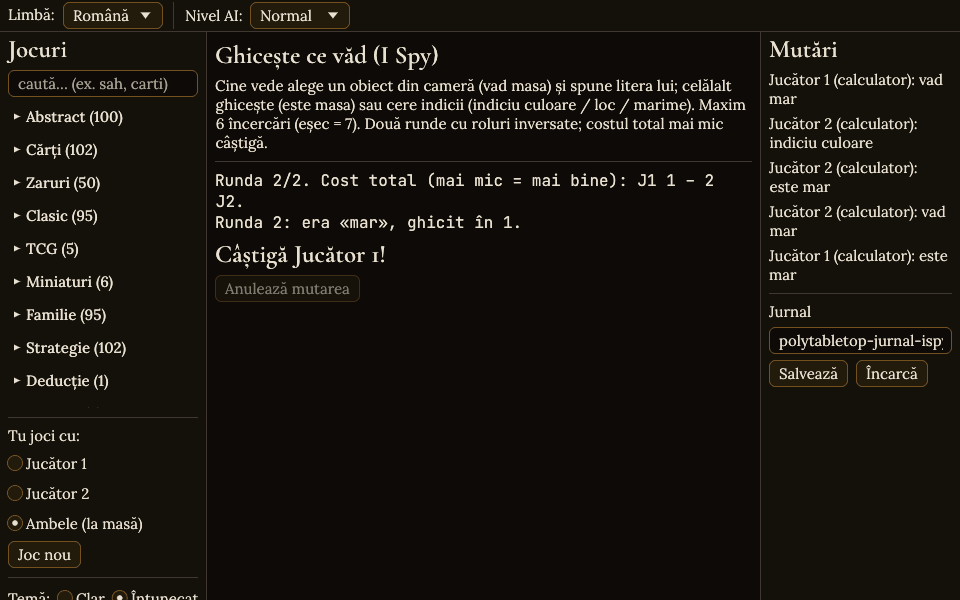 Limbă: Română ▼ Nivel AI: Normal ▼
Jocuri
caută... (ex. sah, carti)
▸ Abstract (100)
▸ Cărți (102)
▸ Zaruri (50)
▸ Clasic (95)
▸ TCG (5)
▸ Miniaturi (6)
▸ Familie (95)
▸ Strategie (102)
▸ Deducție (1)
Tu joci cu:
Jucător 1
Jucător 2
Ambele (la masă)
Joc nou
Temă: Clar Întunecat
Ghicește ce văd (I Spy)
Cine vede alege un obiect din cameră (vad masa) și spune litera lui; celălalt
ghicește (este masa) sau cere indicii (indiciu culoare / loc / marime). Maxim
6 încercări (eșec = 7). Două runde cu roluri inversate; costul total mai mic
câștigă.
Runda 2/2. Cost total (mai mic = mai bine): J1 1 – 2
J2.
Runda 2: era «mar», ghicit în 1.
Câștigă Jucător 1!
Anulează mutarea
Mutări
Jucător 1 (calculator): vad
mar
Jucător 2 (calculator):
indiciu culoare
Jucător 2 (calculator):
este mar
Jucător 2 (calculator): vad
mar
Jucător 1 (calculator): este
mar
Jurnal
polytabletop-jurnal-ispy
Salvează Încarcă